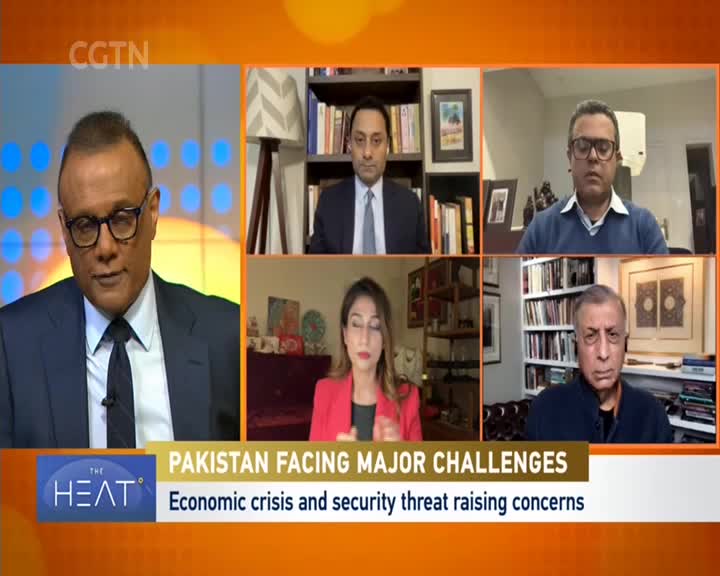 CGTN
THE
HEAT
PAKISTAN FACING MAJOR CHALLENGES
Economic crisis and security threat raising concerns